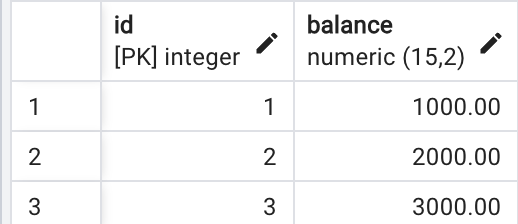 id balance
[PK] integer numeric (15,2)
1 1 1000.00
2 2 2000.00
3 3 3000.00